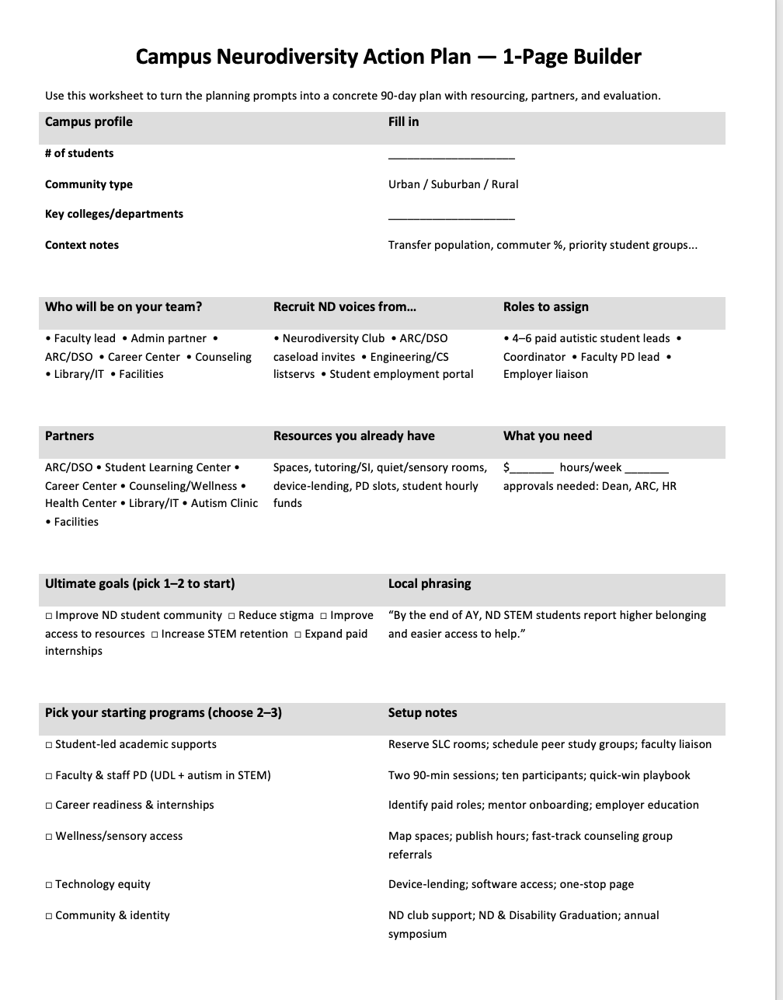 Campus Neurodiversity Action Plan — 1-Page Builder
Use this worksheet to turn the planning prompts into a concrete 90-day plan with resourcing, partners, and evaluation.
Campus profile
Fill in
# of students
____________________
Community type
Urban / Suburban / Rural
Key colleges/departments
____________________
Context notes
Transfer population, commuter %, priority student groups...
Who will be on your team?
• Faculty lead • Admin partner •
ARC/DSO • Career Center • Counseling
• Library/IT • Facilities
Recruit ND voices from…
• Neurodiversity Club • ARC/DSO
caseload invites • Engineering/CS
listservs • Student employment portal
Roles to assign
• 4–6 paid autistic student leads •
Coordinator • Faculty PD lead •
Employer liaison
Partners
ARC/DSO • Student Learning Center •
Career Center • Counseling/Wellness •
Health Center • Library/IT • Autism Clinic
• Facilities
Resources you already have
Spaces, tutoring/SI, quiet/sensory rooms,
device-lending, PD slots, student hourly
funds
What you need
$_______ hours/week _______
approvals needed: Dean, ARC, HR
Ultimate goals (pick 1–2 to start)
□ Improve ND student community □ Reduce stigma □ Improve
access to resources □ Increase STEM retention □ Expand paid
internships
Local phrasing
“By the end of AY, ND STEM students report higher belonging
and easier access to help.”
Pick your starting programs (choose 2–3)
Setup notes
□ Student-led academic supports
Reserve SLC rooms; schedule peer study groups; faculty liaison
□ Faculty & staff PD (UDL + autism in STEM)
Two 90-min sessions; ten participants; quick-win playbook
□ Career readiness & internships
Identify paid roles; mentor onboarding; employer education
□ Wellness/sensory access
Map spaces; publish hours; fast-track counseling group
referrals
□ Technology equity
Device-lending; software access; one-stop page
□ Community & identity
ND club support; ND & Disability Graduation; annual
symposium